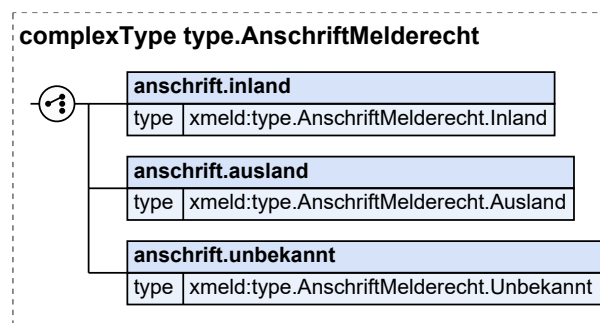 complexType type.AnschriftMelderecht
anschrift.inland
type xmeld:type.AnschriftMelderecht.Inland
anschrift.ausland
type xmeld:type.AnschriftMelderecht.Ausland
anschrift.unbekannt
type xmeld:type.AnschriftMelderecht.Unbekannt